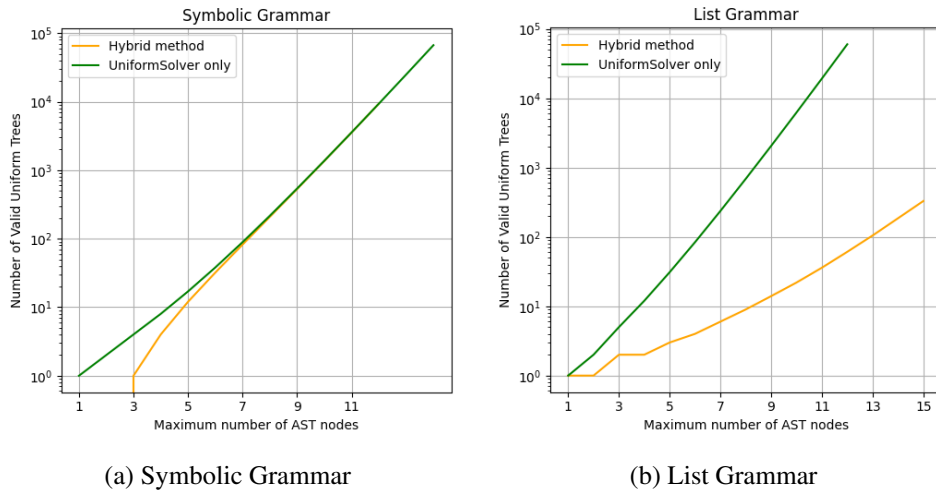 Symbolic Grammar
Hybrid method
UniformSolver only
Number of Valid Uniform Trees
10^5
10^4
10^3
10^2
10^1
10^0
1 3 5 7 9 11
Maximum number of AST nodes
(a) Symbolic Grammar
List Grammar
Hybrid method
UniformSolver only
Number of Valid Uniform Trees
10^5
10^4
10^3
10^2
10^1
10^0
1 3 5 7 9 11 13 15
Maximum number of AST nodes
(b) List Grammar